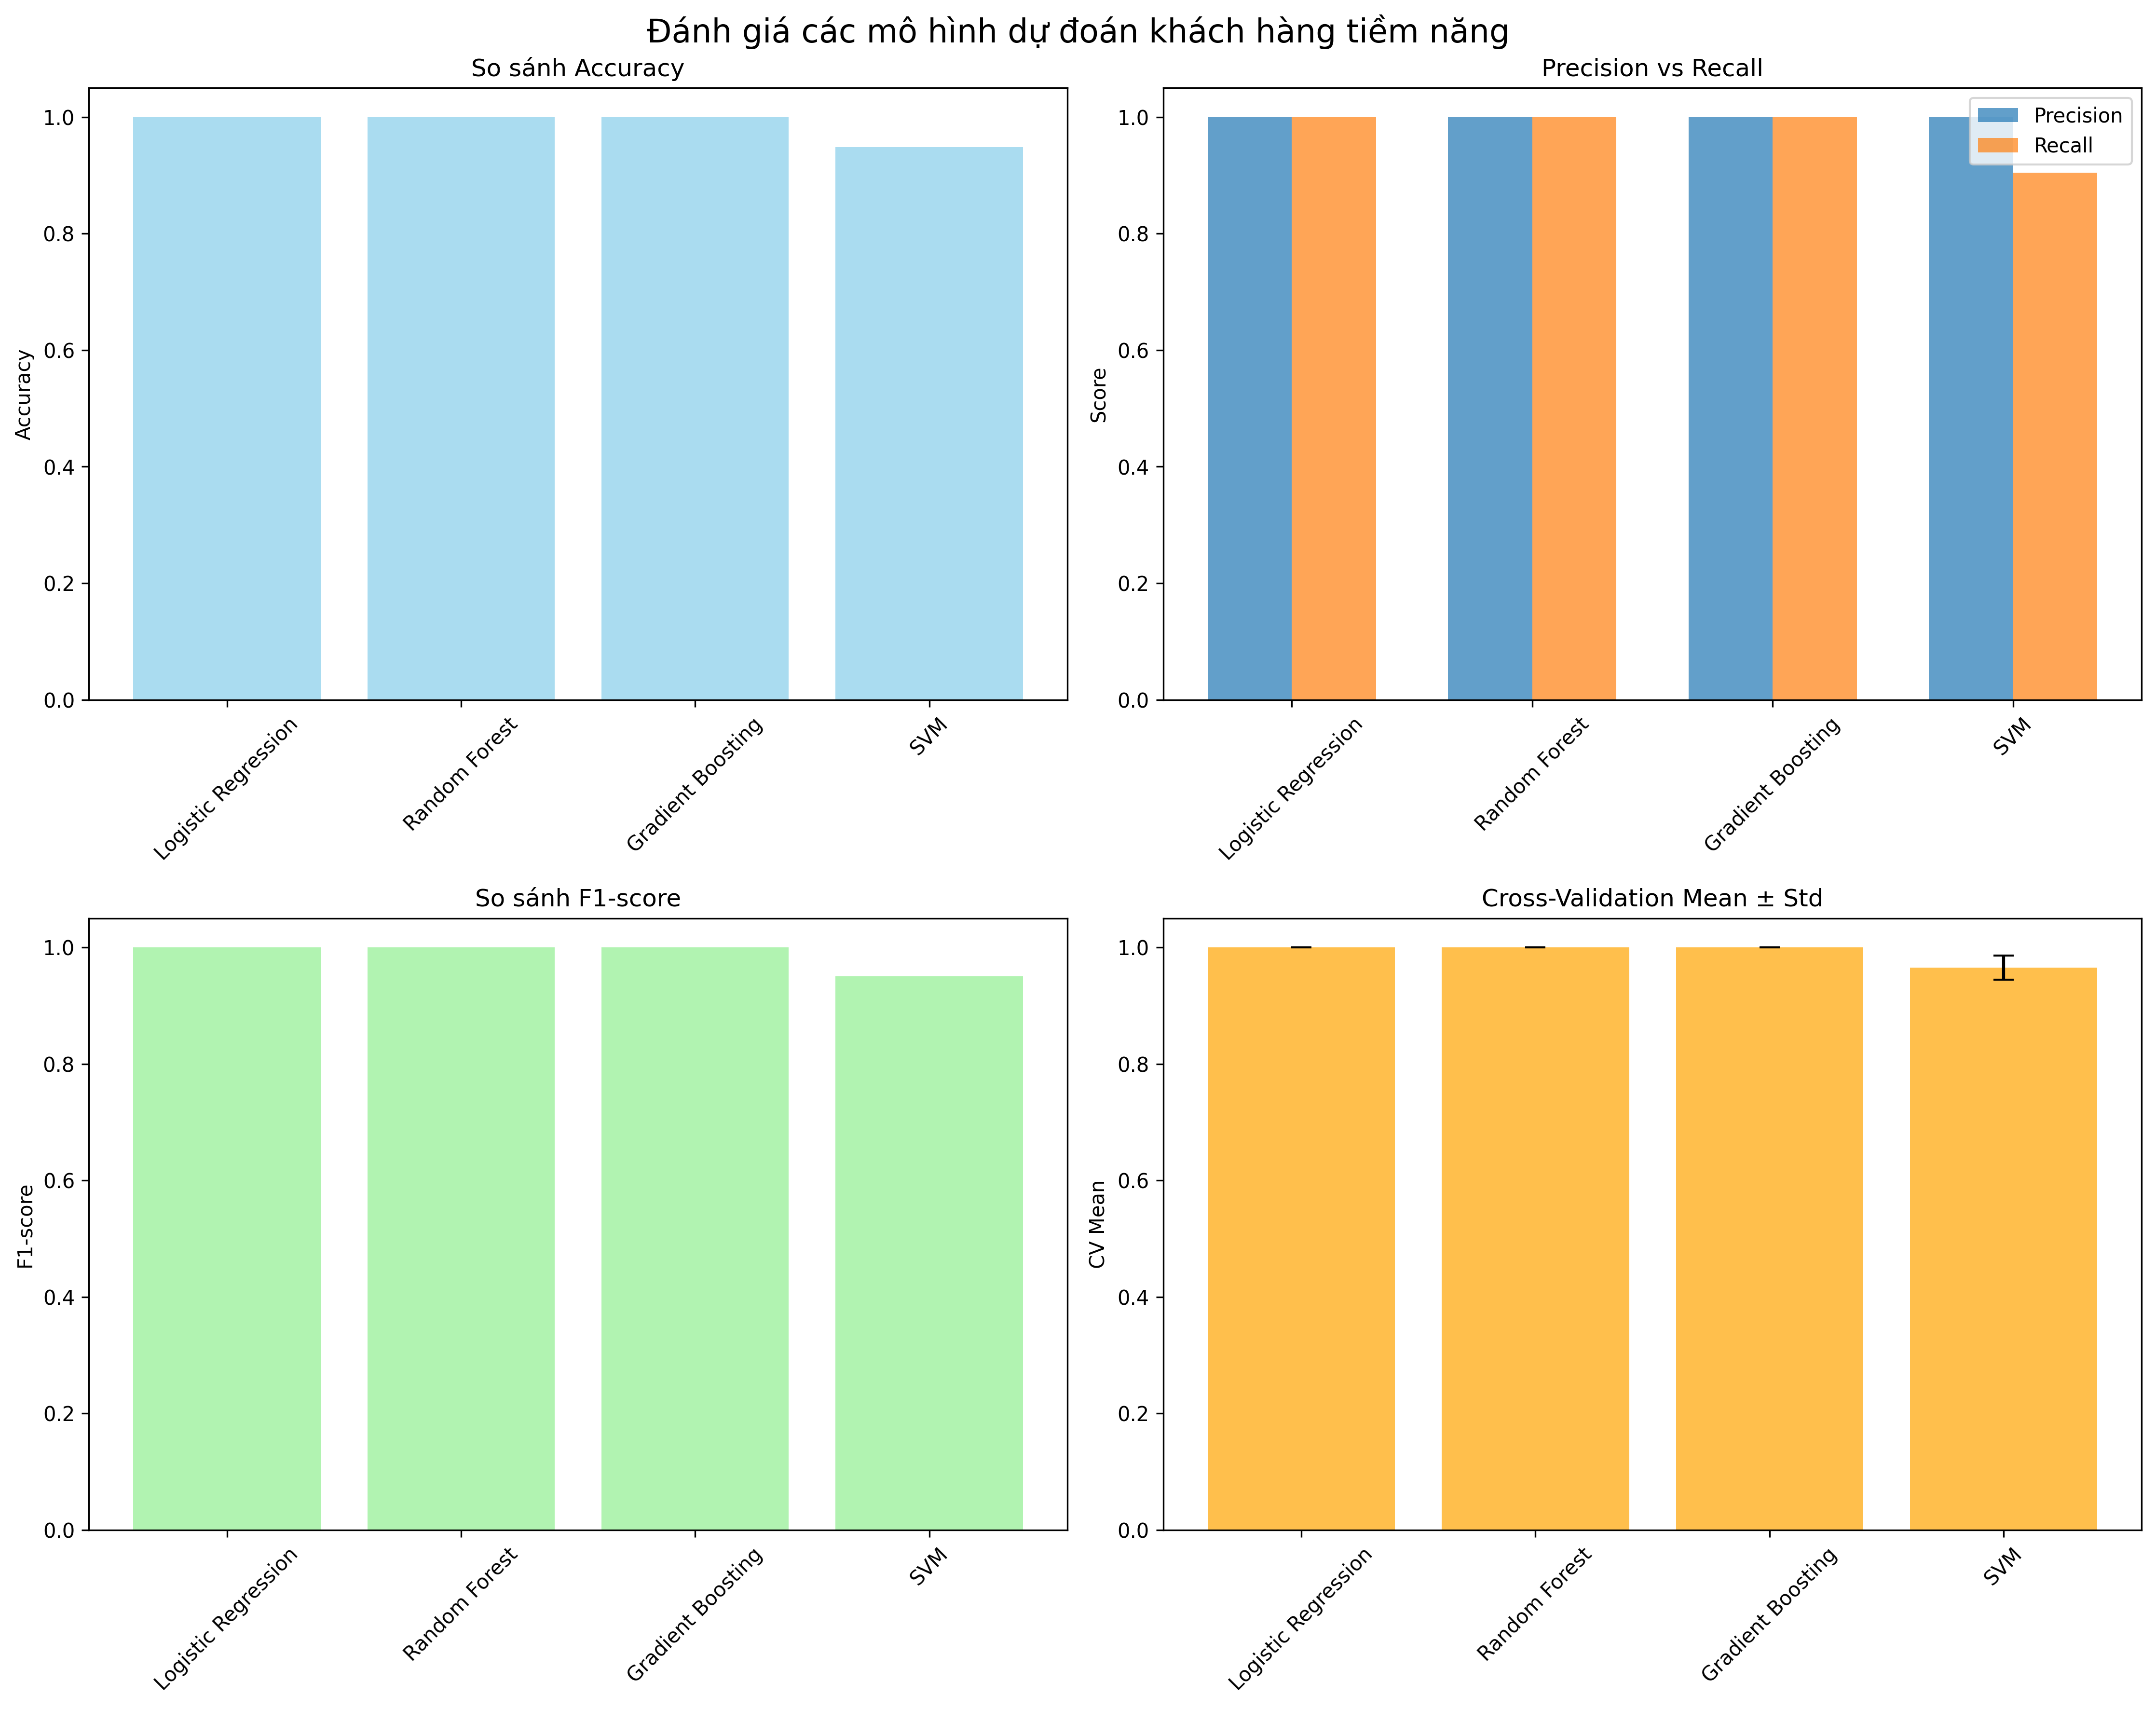 Đánh giá các mô hình dự đoán khách hàng tiềm năng
So sánh Accuracy
Accuracy
1.0
0.8
0.6
0.4
0.2
0.0
Logistic Regression
Random Forest
Gradient Boosting
SVM
Precision vs Recall
Precision
Recall
Score
1.0
0.8
0.6
0.4
0.2
0.0
Logistic Regression
Random Forest
Gradient Boosting
SVM
So sánh F1-score
F1-score
1.0
0.8
0.6
0.4
0.2
0.0
Logistic Regression
Random Forest
Gradient Boosting
SVM
Cross-Validation Mean ± Std
CV Mean
1.0
0.8
0.6
0.4
0.2
0.0
Logistic Regression
Random Forest
Gradient Boosting
SVM